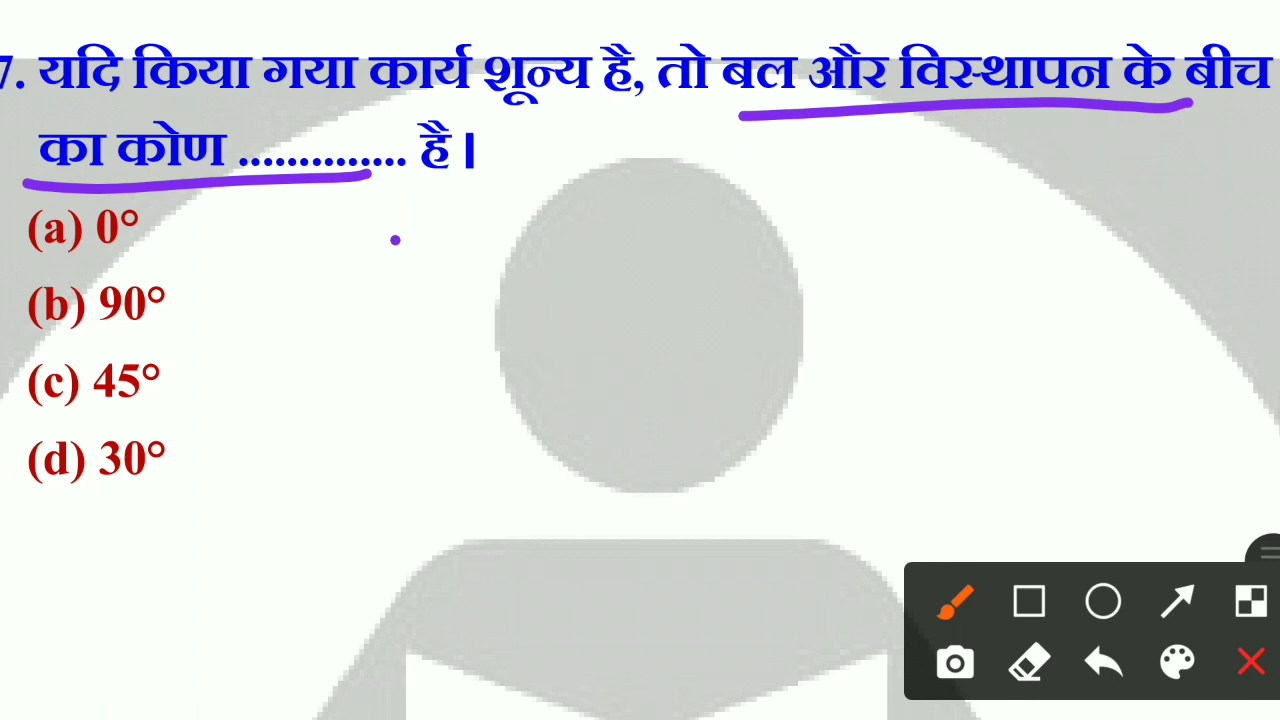 7. यदि किया गया कार्य शून्य है, तो बल और विस्थापन के बीच
का कोण .............. है।
(a) 0°
(b) 90°
(c) 45°
(d) 30°